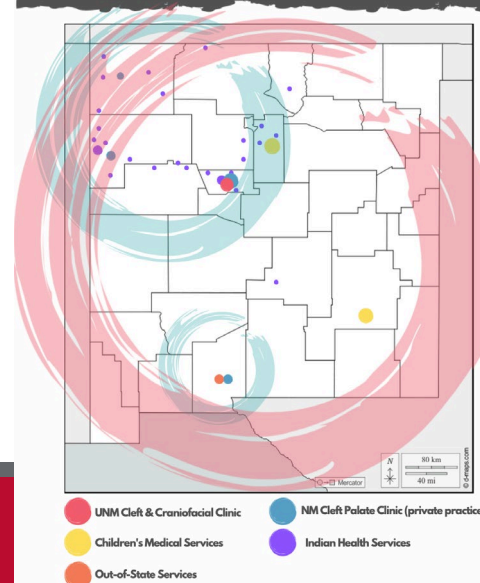 N
80 km
40 mi
Mercator
© d-maps.com
UNM Cleft & Craniofacial Clinic
NM Cleft Palate Clinic (private practice
Children's Medical Services
Indian Health Services
Out-of-State Services